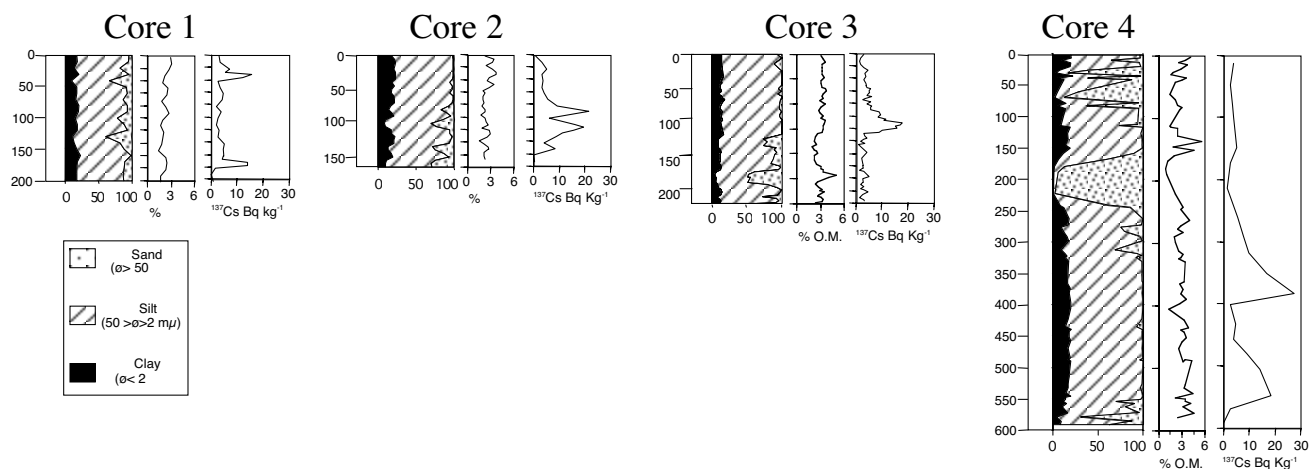 Core 1
Core 2
Core 3
Core 4
0
50
100
150
200
0 50 100
0 3 6
%
0 10 20 30
¹³⁷Cs Bq kg⁻¹
0
50
100
150
0 50 100
0 3 6
%
0 10 20 30
¹³⁷Cs Bq Kg⁻¹
0
50
100
150
200
0 50 100
0 3 6
% O.M.
0 10 20 30
¹³⁷Cs Bq Kg⁻¹
0
50
100
150
200
250
300
350
400
450
500
550
600
0 50 100
0 3 6
% O.M.
0 10 20 30
¹³⁷Cs Bq Kg⁻¹
Sand
(ø> 50
Silt
(50 >ø>2 mµ)
Clay
(ø< 2